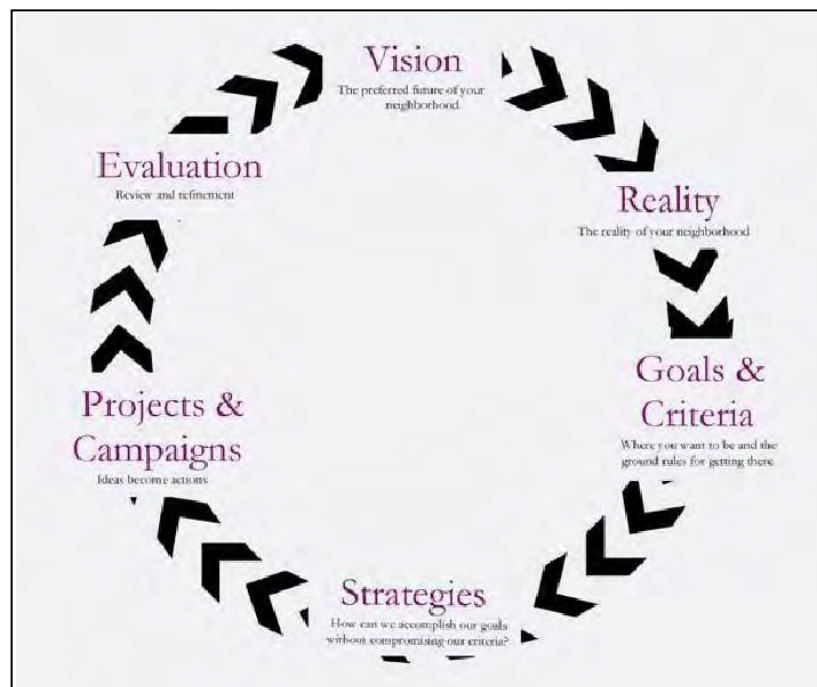 Vision
The preferred future of your
neighborhood
Reality
The reality of your neighborhood
Goals &
Criteria
Where you want to be and the
ground rules for getting there
Strategies
How can we accomplish our goals
without compromising our criteria?
Projects &
Campaigns
Ideas become actions
Evaluation
Review and refinement